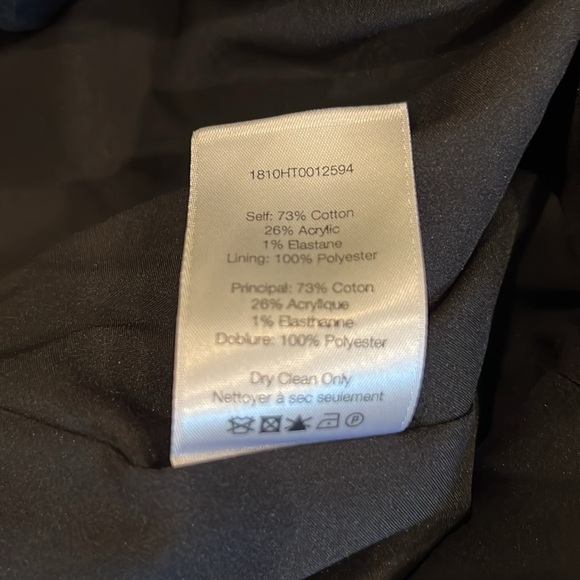 1810HT0012594
Self: 73% Cotton
26% Acrylic
1% Elastane
Lining: 100% Polyester
Principal: 73% Coton
26% Acrylique
1% Elasthanne
Doblure: 100% Polyester
Dry Clean Only
Nettoyer à sec seulement
P